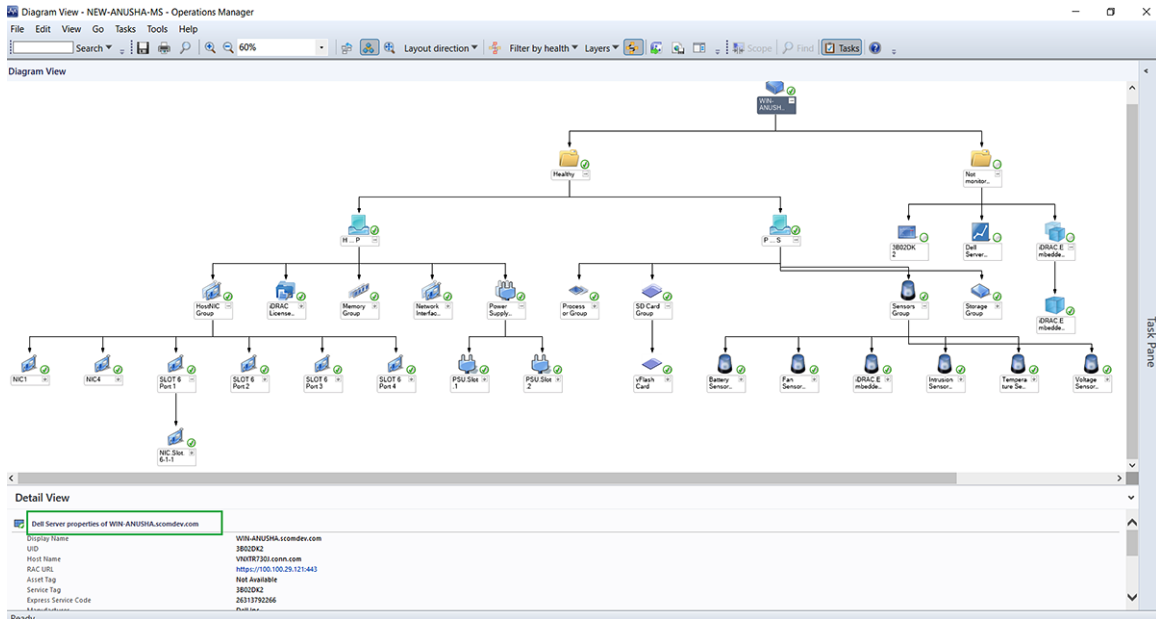 Diagram View - NEW-ANUSHA-MS - Operations Manager
File Edit View Go Tasks Tools Help
Search 60% Layout direction Filter by health Layers Scope Find Tasks
Diagram View
WIN-
ANUSH..
Healthy
Not
monitor..
H ... P
P ... S
3B02DK
2
Dell
Server..
iDRAC.E
mbedde..
HostNIC
Group
iDRAC
License..
Memory
Group
Network
Interfac..
Power
Supply..
Process
or Group
SD Card
Group
Sensors
Group
Storage
Group
iDRAC.E
mbedde..
NIC1
NIC4
SLOT 6
Port 1
SLOT 6
Port 2
SLOT 6
Port 3
SLOT 6
Port 4
PSU.Slot
.1
PSU.Slot
.2
vFlash
Card
Battery
Sensor..
Fan
Sensor..
iDRAC.E
mbedde..
Intrusion
Sensor..
Tempera
ture Se..
Voltage
Sensor..
NIC.Slot
6-1-1
Task Pane
Detail View
Dell Server properties of WIN-ANUSHA.scomdev.com
Display Name WIN-ANUSHA.scomdev.com
UID 3B02DK2
Host Name VNXTR730J.conn.com
RAC URL https://100.100.29.121:443
Asset Tag Not Available
Service Tag 3B02DK2
Express Service Code 26313792266
Manufacturer Dell Inc.
Ready